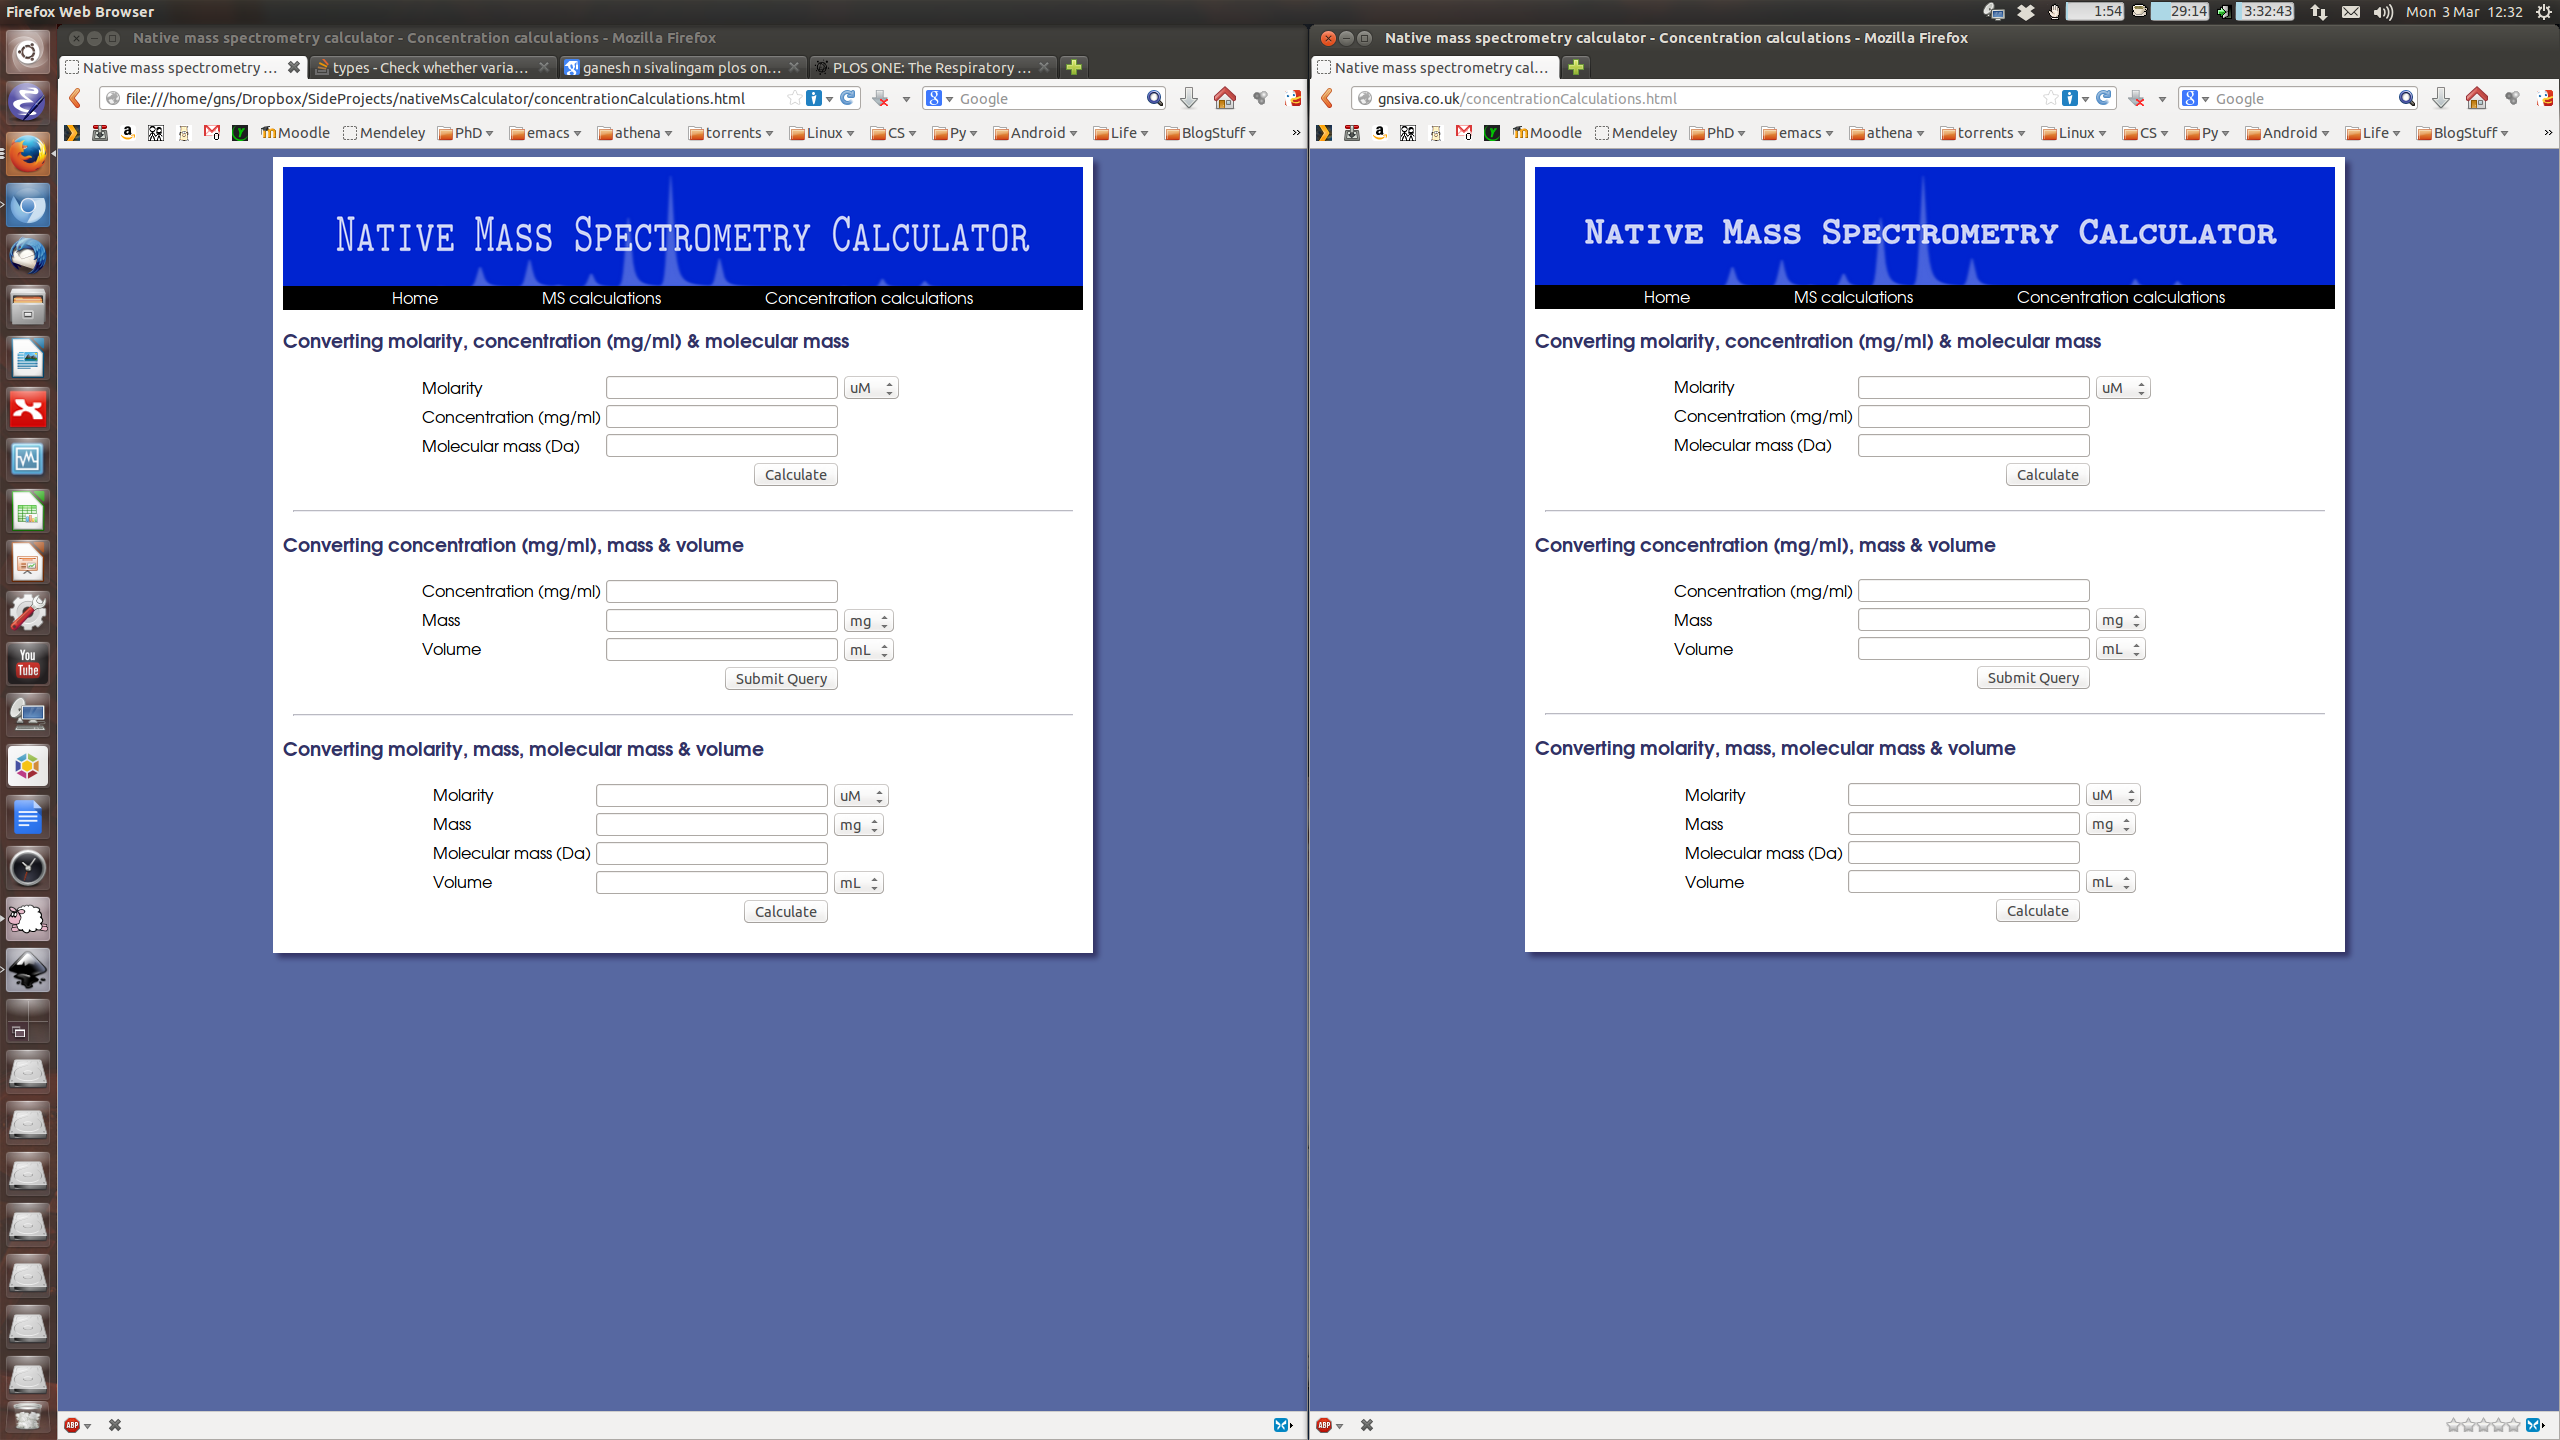 Firefox Web Browser
1:54 29:14 3:32:43 Mon 3 Mar 12:32
Native mass spectrometry calculator - Concentration calculations - Mozilla Firefox
Native mass spectrometry ... types - Check whether varia... ganesh n sivalingam plos on... PLOS ONE: The Respiratory ...
file:///home/gns/Dropbox/SideProjects/nativeMsCalculator/concentrationCalculations.html Google
Moodle Mendeley PhD emacs athena torrents Linux CS Py Android Life BlogStuff »
Native Mass Spectrometry Calculator
Home MS calculations Concentration calculations
Converting molarity, concentration (mg/ml) & molecular mass
Molarity uM
Concentration (mg/ml)
Molecular mass (Da)
Calculate
Converting concentration (mg/ml), mass & volume
Concentration (mg/ml)
Mass mg
Volume mL
Submit Query
Converting molarity, mass, molecular mass & volume
Molarity uM
Mass mg
Molecular mass (Da)
Volume mL
Calculate
ABP
Native mass spectrometry calculator - Concentration calculations - Mozilla Firefox
Native mass spectrometry cal...
gnsiva.co.uk/concentrationCalculations.html Google
Moodle Mendeley PhD emacs athena torrents Linux CS Py Android Life BlogStuff »
Native Mass Spectrometry Calculator
Home MS calculations Concentration calculations
Converting molarity, concentration (mg/ml) & molecular mass
Molarity uM
Concentration (mg/ml)
Molecular mass (Da)
Calculate
Converting concentration (mg/ml), mass & volume
Concentration (mg/ml)
Mass mg
Volume mL
Submit Query
Converting molarity, mass, molecular mass & volume
Molarity uM
Mass mg
Molecular mass (Da)
Volume mL
Calculate
ABP
You
Tube